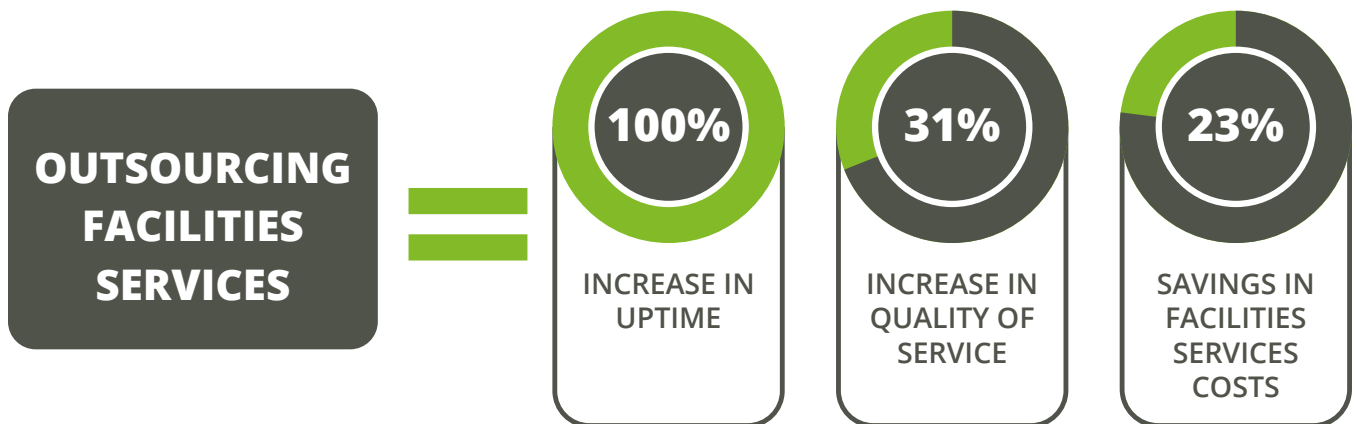 OUTSOURCING
FACILITIES
SERVICES
100%
INCREASE IN
UPTIME
31%
INCREASE IN
QUALITY OF
SERVICE
23%
SAVINGS IN
FACILITIES
SERVICES
COSTS